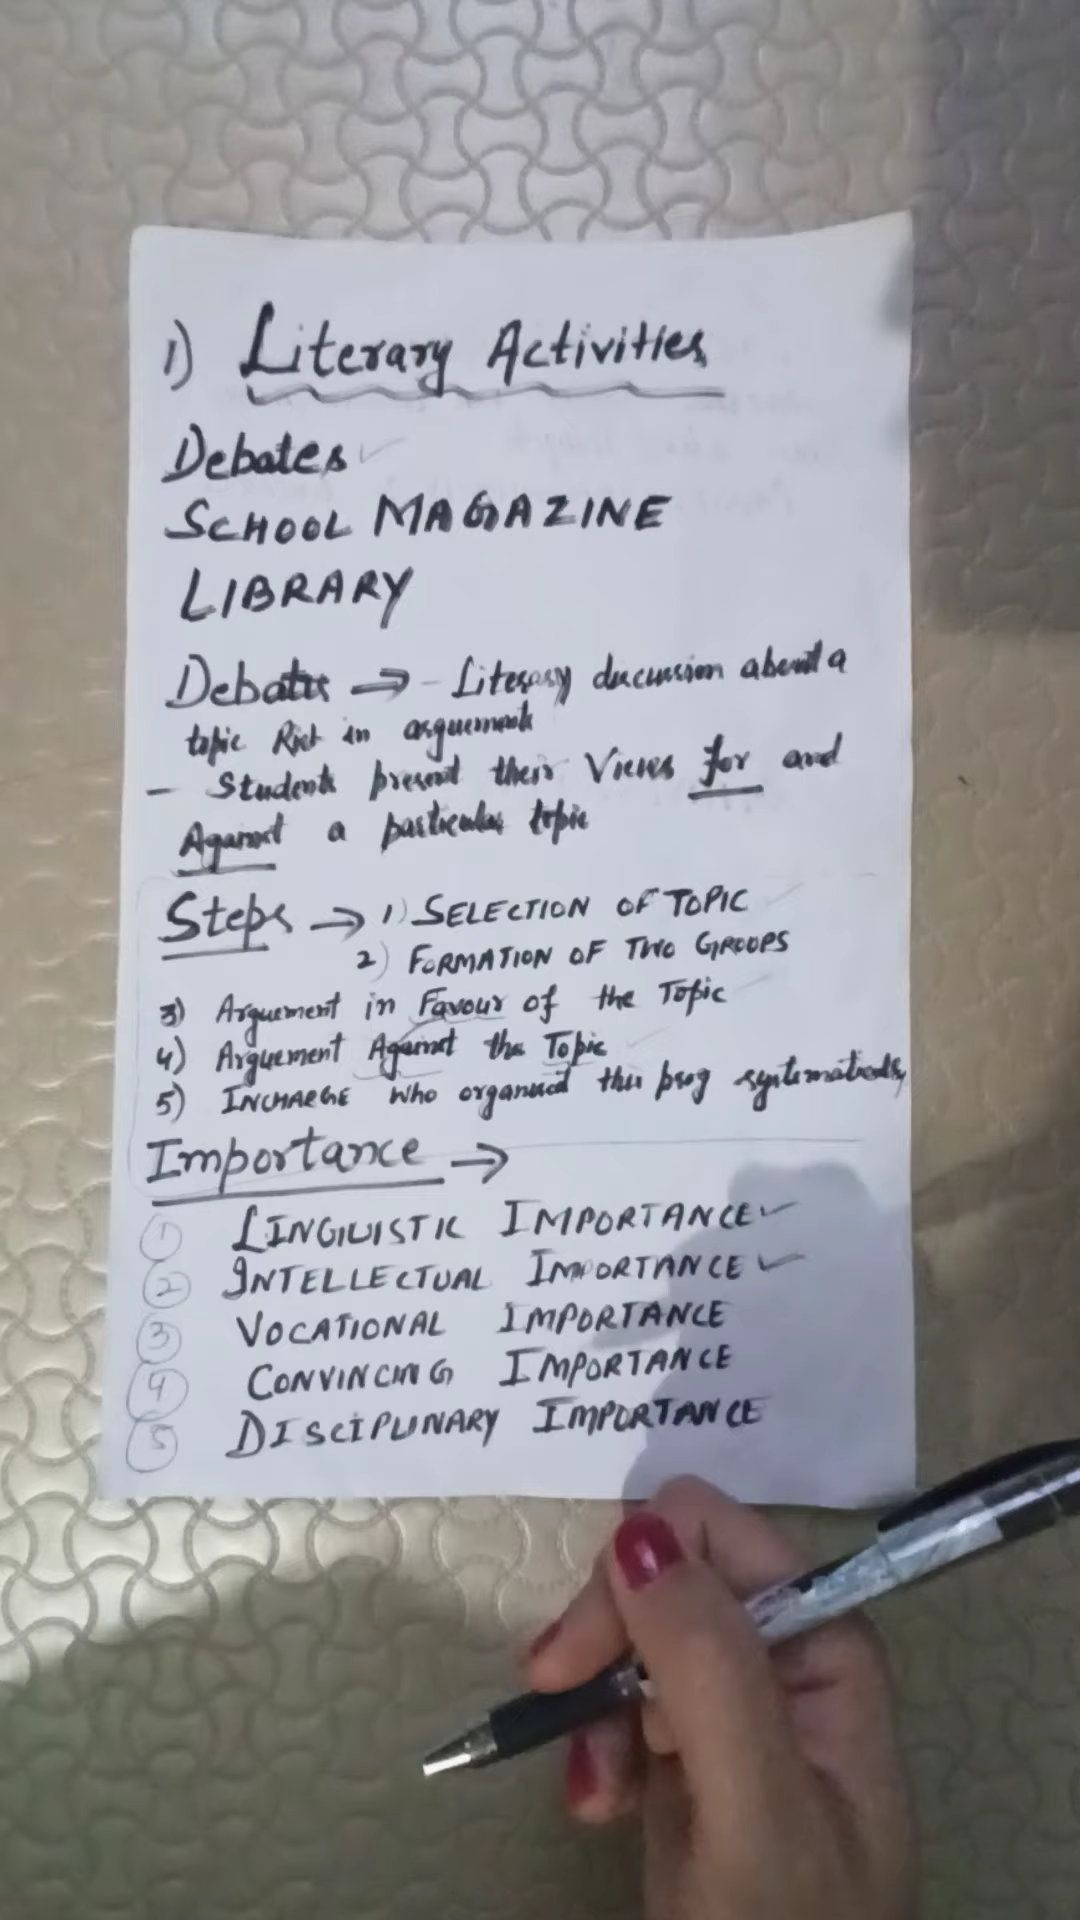 1) Literary Activities
Debates
SCHOOL MAGAZINE
LIBRARY
Debates → - Literary discussion about a
topic Rich in arguements
- Students present their Views for and
Against a particular topic
Steps → 1) SELECTION OF TOPIC
2) FORMATION OF TWO GROUPS
3) Arguement in Favour of the Topic
4) Arguement Against the Topic
5) INCHARGE who organised this prog systematically
Importance →
1 LINGUISTIC IMPORTANCE
2 INTELLECTUAL IMPORTANCE
3 VOCATIONAL IMPORTANCE
4 CONVINCING IMPORTANCE
5 DISCIPLINARY IMPORTANCE